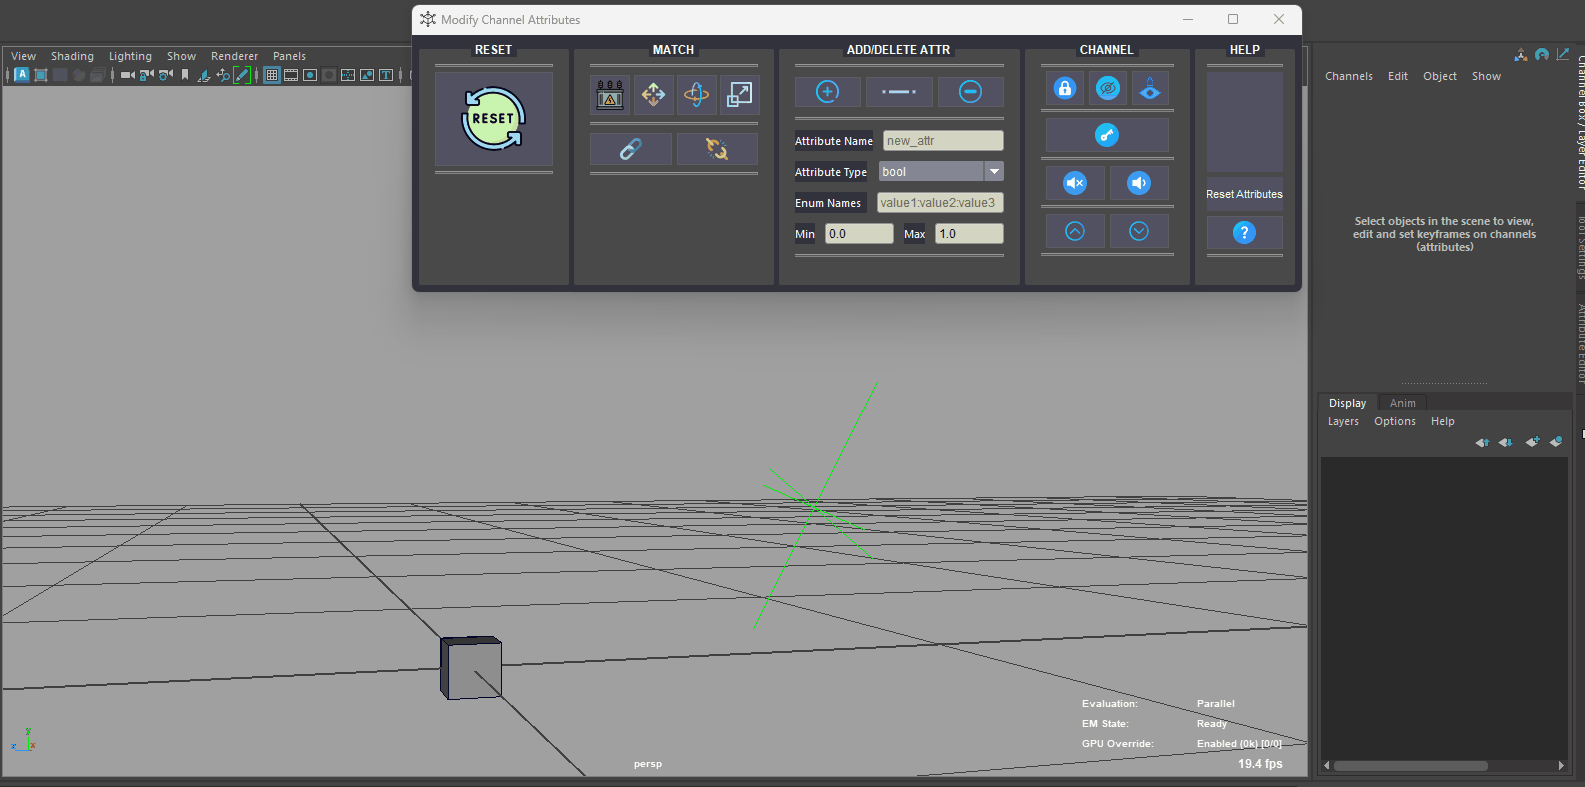 Modify Channel Attributes
RESET MATCH ADD/DELETE ATTR CHANNEL HELP
View Shading Lighting Show Renderer Panels
A
T
RESET
Attribute Name new_attr
Attribute Type bool
Enum Names value1:value2:value3
Min 0.0 Max 1.0
Reset Attributes
?
Channels Edit Object Show
Select objects in the scene to view,
edit and set keyframes on channels
(attributes)
Channel Box / Layer Editor
Tool Settings
Attribute Editor
Display Anim
Layers Options Help
Evaluation: Parallel
EM State: Ready
GPU Override: Enabled (0k) [0/0]
19.4 fps
persp
y
z x